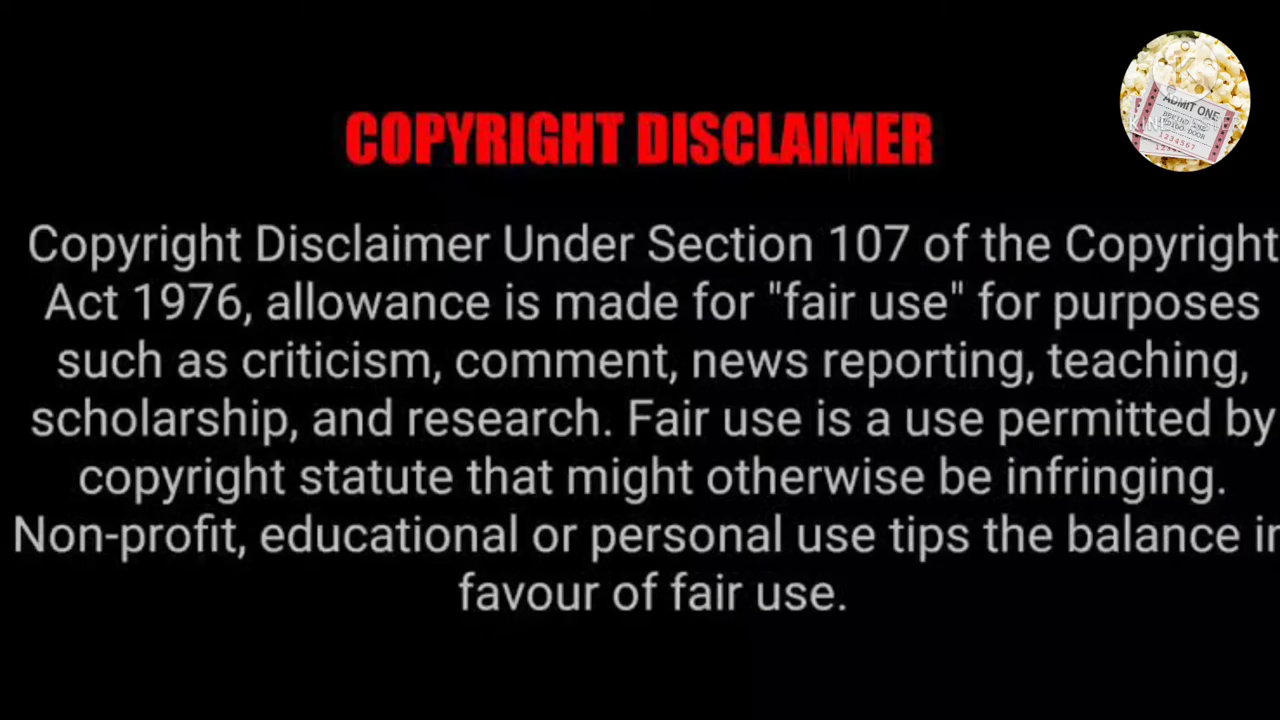 COPYRIGHT DISCLAIMER
Copyright Disclaimer Under Section 107 of the Copyright
Act 1976, allowance is made for "fair use" for purposes
such as criticism, comment, news reporting, teaching,
scholarship, and research. Fair use is a use permitted by
copyright statute that might otherwise be infringing.
Non-profit, educational or personal use tips the balance in
favour of fair use.
ADMIT ONE
1234567